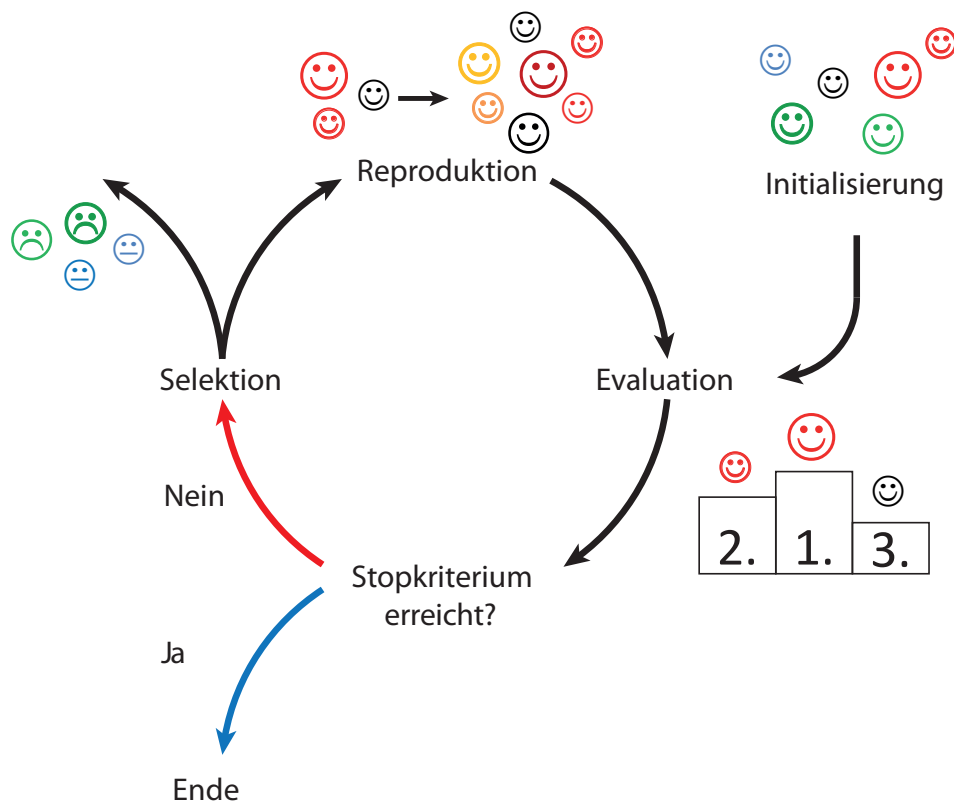 Reproduktion
Initialisierung
Selektion
Evaluation
2. 1. 3.
Nein
Stopkriterium
erreicht?
Ja
Ende